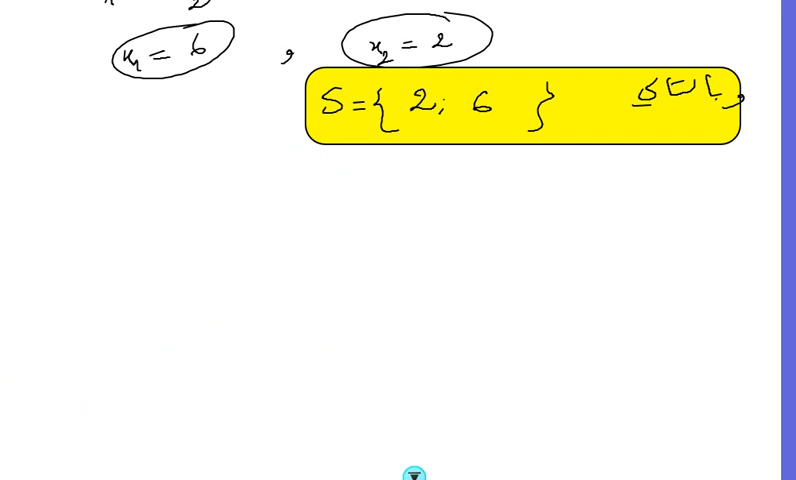 x₁ = 6 , x₂ = 2
وبالتالي S = { 2; 6 }